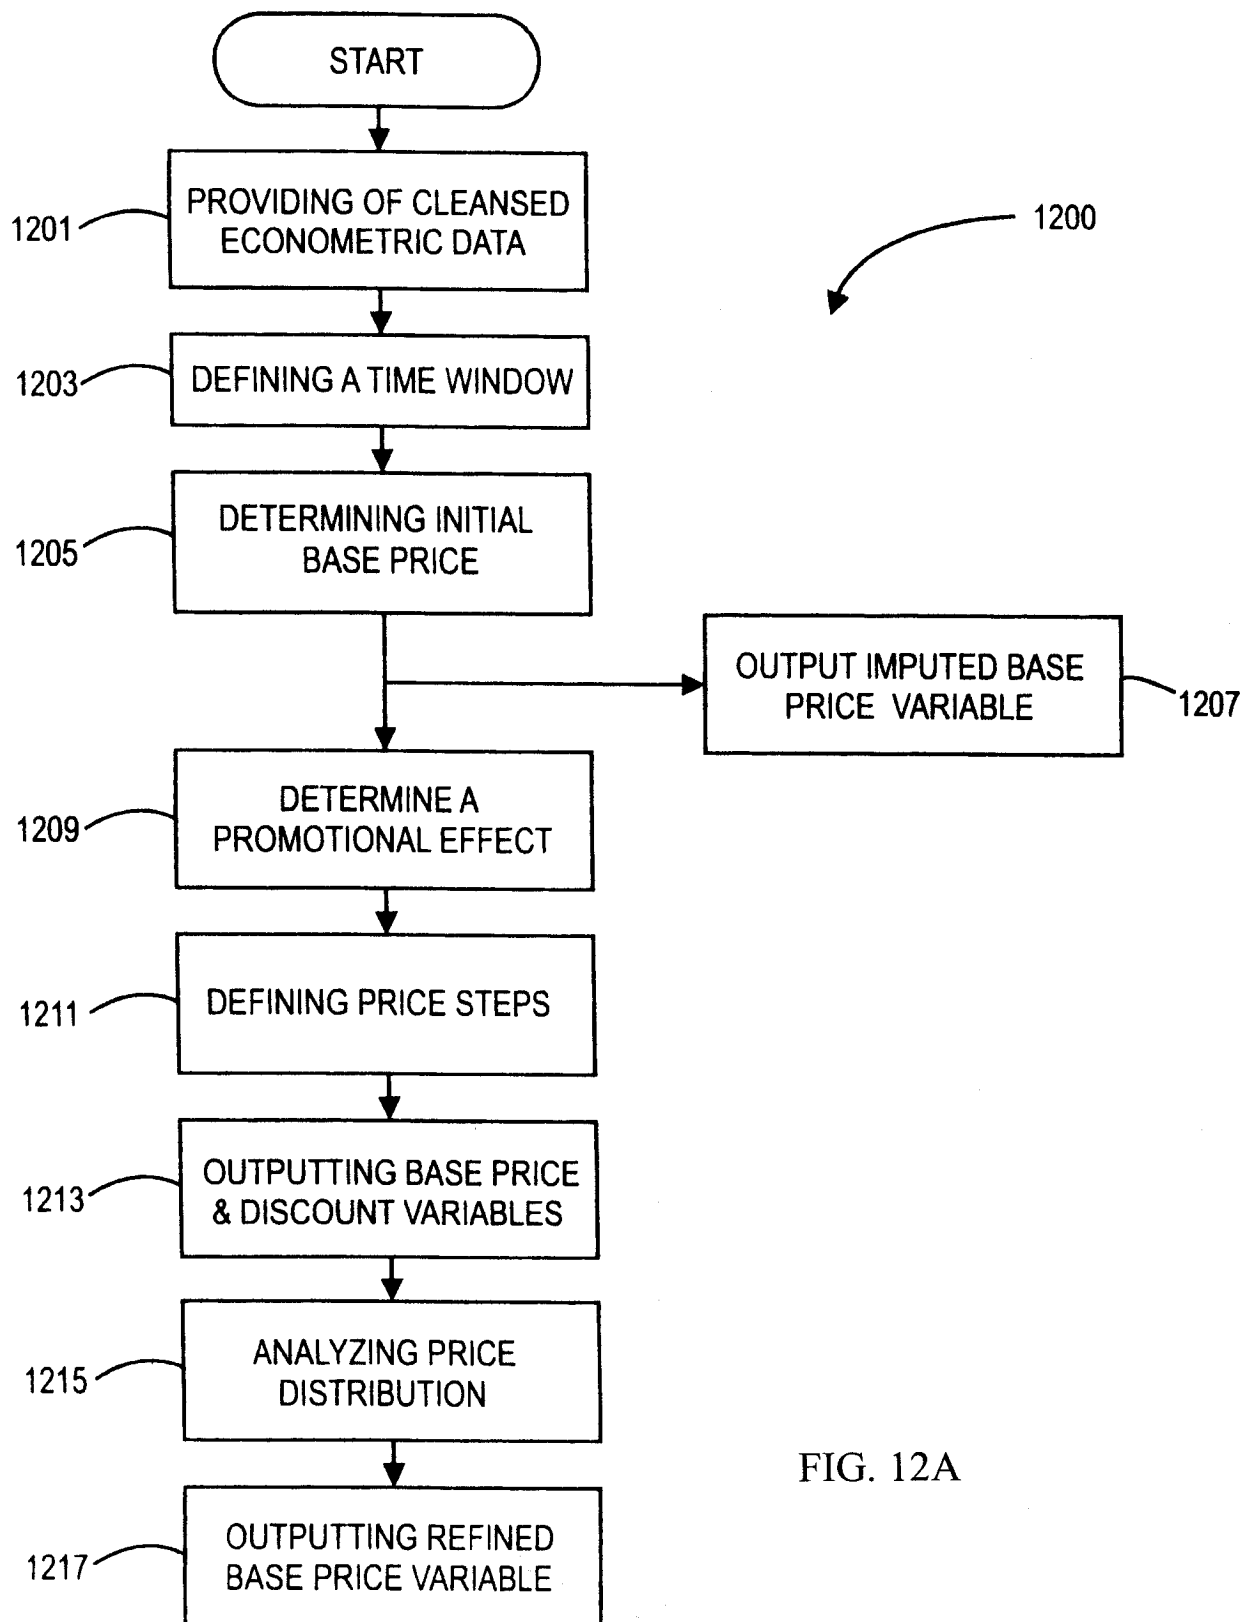 START
PROVIDING OF CLEANSED
ECONOMETRIC DATA
1201
1200
DEFINING A TIME WINDOW
1203
DETERMINING INITIAL
BASE PRICE
1205
OUTPUT IMPUTED BASE
PRICE VARIABLE
1207
DETERMINE A
PROMOTIONAL EFFECT
1209
DEFINING PRICE STEPS
1211
OUTPUTTING BASE PRICE
& DISCOUNT VARIABLES
1213
ANALYZING PRICE
DISTRIBUTION
1215
OUTPUTTING REFINED
BASE PRICE VARIABLE
1217
FIG. 12A